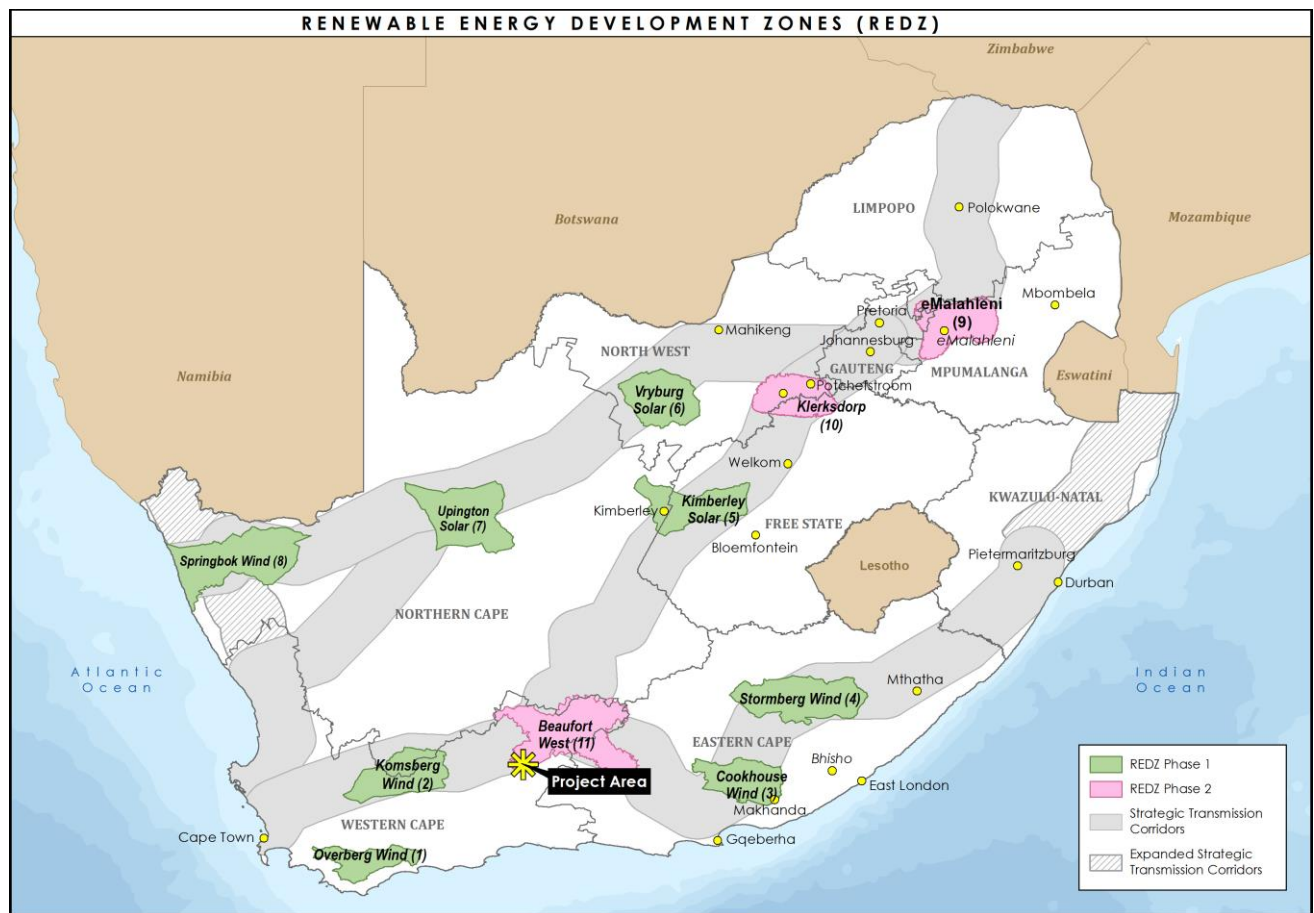 RENEWABLE ENERGY DEVELOPMENT ZONES (REDZ)
Zimbabwe
Botswana
Mozambique
Namibia
LIMPOPO
Polokwane
Mbombela
eMalahleni
(9)
eMalahleni
Pretoria
Johannesburg
GAUTENG
MPUMALANGA
Eswatini
Mahikeng
NORTH WEST
Potchefstroom
Klerksdorp
(10)
Vryburg
Solar (6)
Welkom
KWAZULU-NATAL
Upington
Solar (7)
Kimberley
Kimberley
Solar (5)
FREE STATE
Bloemfontein
Pietermaritzburg
Durban
Lesotho
Springbok Wind (8)
NORTHERN CAPE
Atlantic
Ocean
Indian
Ocean
Mthatha
Stormberg Wind (4)
Beaufort
West (11)
EASTERN CAPE
Bhisho
East London
Komsberg
Wind (2)
Project Area
Cookhouse
Wind (3)
Makhanda
WESTERN CAPE
Cape Town
Gqeberha
Overberg Wind (1)
REDZ Phase 1
REDZ Phase 2
Strategic Transmission
Corridors
Expanded Strategic
Transmission Corridors